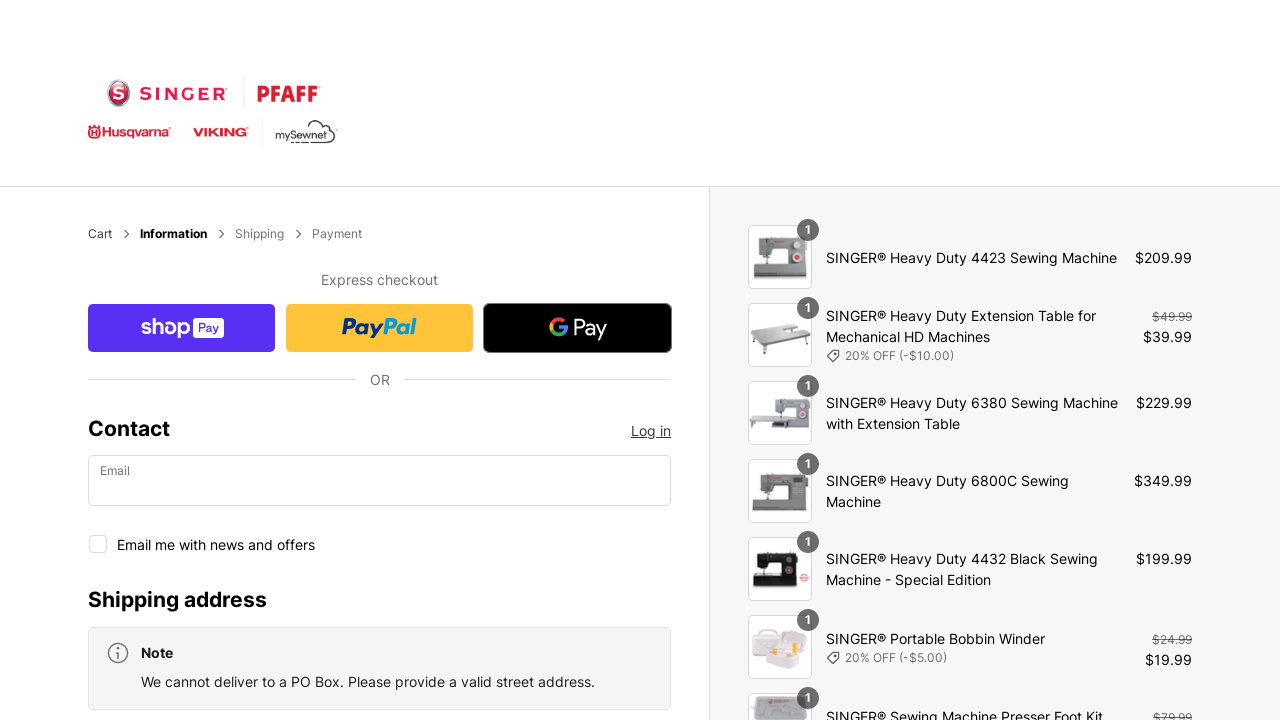 S SINGER PFAFF
Husqvarna VIKING mySewnet
Cart Information Shipping Payment
Express checkout
shop Pay PayPal G Pay
OR
Contact
Log in
Email
Email me with news and offers
Shipping address
Note
We cannot deliver to a PO Box. Please provide a valid street address.
1
SINGER® Heavy Duty 4423 Sewing Machine $209.99
1
SINGER® Heavy Duty Extension Table for $49.99
Mechanical HD Machines $39.99
20% OFF (-$10.00)
1
SINGER® Heavy Duty 6380 Sewing Machine $229.99
with Extension Table
1
SINGER® Heavy Duty 6800C Sewing $349.99
Machine
1
SINGER® Heavy Duty 4432 Black Sewing $199.99
Machine - Special Edition
1
SINGER® Portable Bobbin Winder $24.99
20% OFF (-$5.00) $19.99
1
SINGER® Sewing Machine Presser Foot Kit $79.99